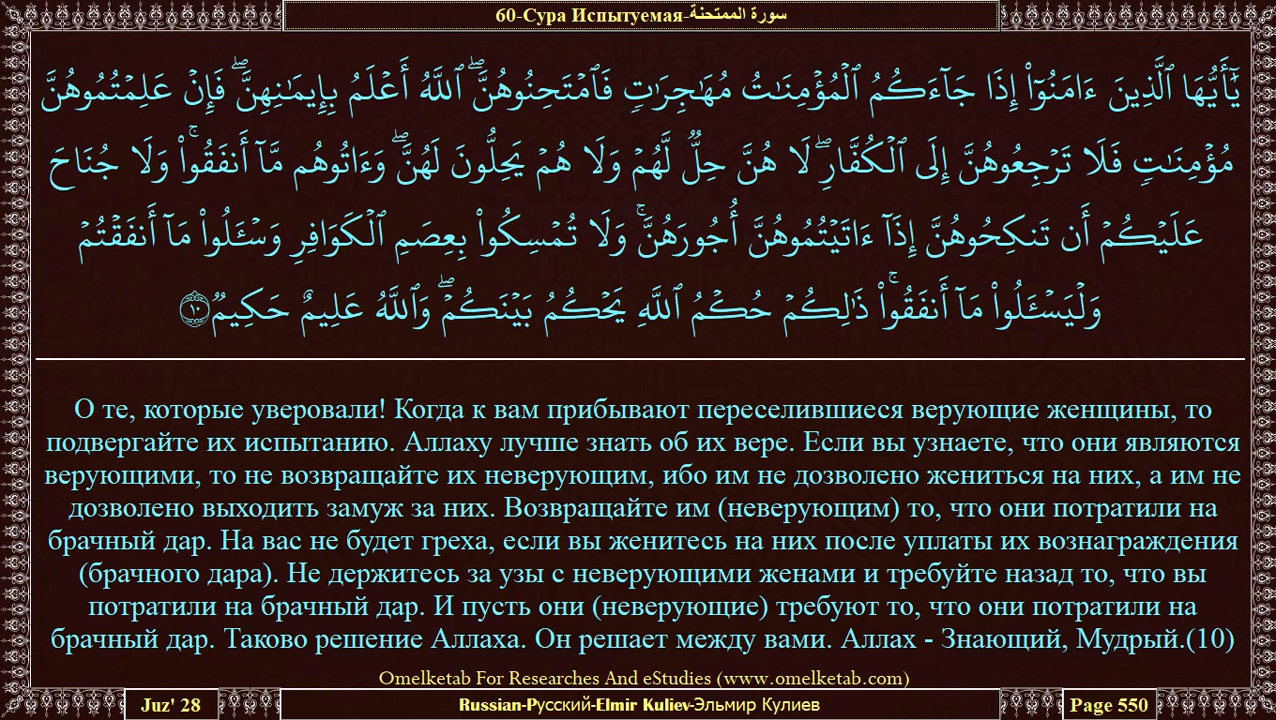 60-Сура Испытуемая-سورة الممتحنة
يَٰٓأَيُّهَا ٱلَّذِينَ ءَامَنُوٓا۟ إِذَا جَآءَكُمُ ٱلْمُؤْمِنَٰتُ مُهَٰجِرَٰتٍ فَٱمْتَحِنُوهُنَّ ۖ ٱللَّهُ أَعْلَمُ بِإِيمَٰنِهِنَّ ۖ فَإِنْ عَلِمْتُمُوهُنَّ
مُؤْمِنَٰتٍ فَلَا تَرْجِعُوهُنَّ إِلَى ٱلْكُفَّارِ ۖ لَا هُنَّ حِلٌّ لَّهُمْ وَلَا هُمْ يَحِلُّونَ لَهُنَّ ۖ وَءَاتُوهُم مَّآ أَنفَقُوا۟ ۚ وَلَا جُنَاحَ
عَلَيْكُمْ أَن تَنكِحُوهُنَّ إِذَآ ءَاتَيْتُمُوهُنَّ أُجُورَهُنَّ ۚ وَلَا تُمْسِكُوا۟ بِعِصَمِ ٱلْكَوَافِرِ وَسْـَٔلُوا۟ مَآ أَنفَقْتُمْ
وَلْيَسْـَٔلُوا۟ مَآ أَنفَقُوا۟ ۚ ذَٰلِكُمْ حُكْمُ ٱللَّهِ يَحْكُمُ بَيْنَكُمْ ۖ وَٱللَّهُ عَلِيمٌ حَكِيمٌ ١٠
О те, которые уверовали! Когда к вам прибывают переселившиеся верующие женщины, то
подвергайте их испытанию. Аллаху лучше знать об их вере. Если вы узнаете, что они являются
верующими, то не возвращайте их неверующим, ибо им не дозволено жениться на них, а им не
дозволено выходить замуж за них. Возвращайте им (неверующим) то, что они потратили на
брачный дар. На вас не будет греха, если вы женитесь на них после уплаты их вознаграждения
(брачного дара). Не держитесь за узы с неверующими женами и требуйте назад то, что вы
потратили на брачный дар. И пусть они (неверующие) требуют то, что они потратили на
брачный дар. Таково решение Аллаха. Он решает между вами. Аллах - Знающий, Мудрый.(10)
Omelketab For Researches And eStudies (www.omelketab.com)
Juz' 28
Russian-Русский-Elmir Kuliev-Эльмир Кулиев
Page 550